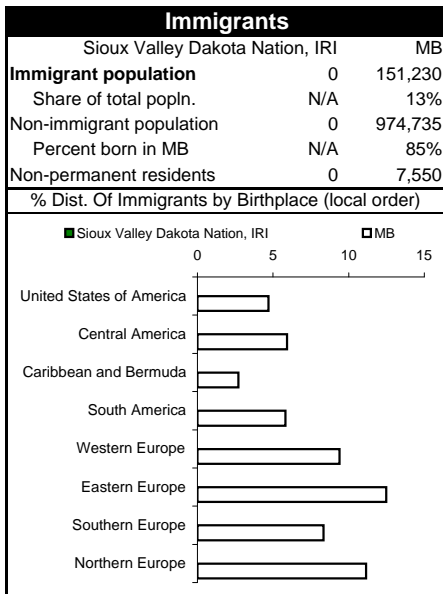 Immigrants
Sioux Valley Dakota Nation, IRI MB
Immigrant population 0 151,230
Share of total popln. N/A 13%
Non-immigrant population 0 974,735
Percent born in MB N/A 85%
Non-permanent residents 0 7,550
% Dist. Of Immigrants by Birthplace (local order)
Sioux Valley Dakota Nation, IRI MB
0 5 10 15
United States of America
Central America
Caribbean and Bermuda
South America
Western Europe
Eastern Europe
Southern Europe
Northern Europe